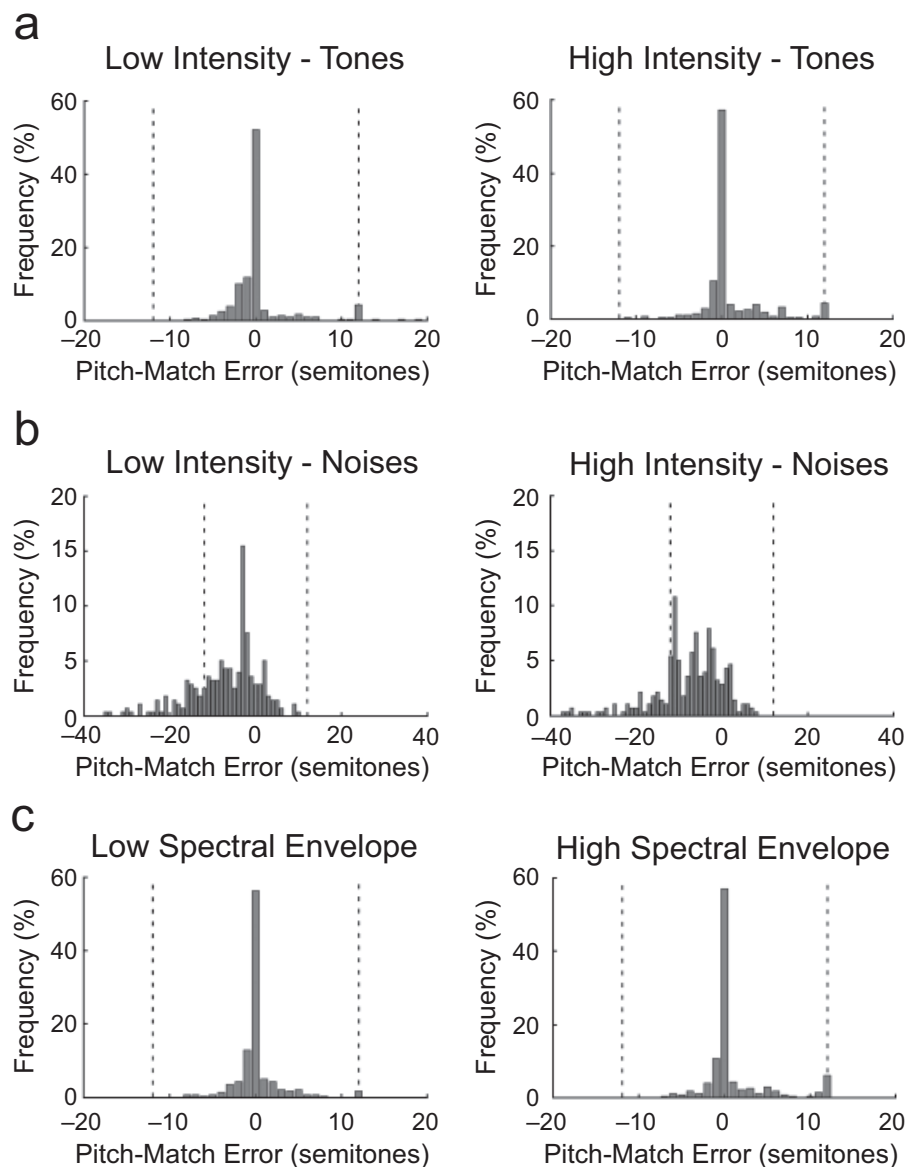 a
Low Intensity - Tones
High Intensity - Tones
Frequency (%)
60
40
20
0
–20
–10
0
10
20
Pitch-Match Error (semitones)
Frequency (%)
60
40
20
0
–20
–10
0
10
20
Pitch-Match Error (semitones)
b
Low Intensity - Noises
High Intensity - Noises
Frequency (%)
20
15
10
5
0
–40
–20
0
20
40
Pitch-Match Error (semitones)
Frequency (%)
20
15
10
5
0
–40
–20
0
20
40
Pitch-Match Error (semitones)
c
Low Spectral Envelope
High Spectral Envelope
Frequency (%)
60
40
20
0
–20
–10
0
10
20
Pitch-Match Error (semitones)
Frequency (%)
60
40
20
0
–20
–10
0
10
20
Pitch-Match Error (semitones)